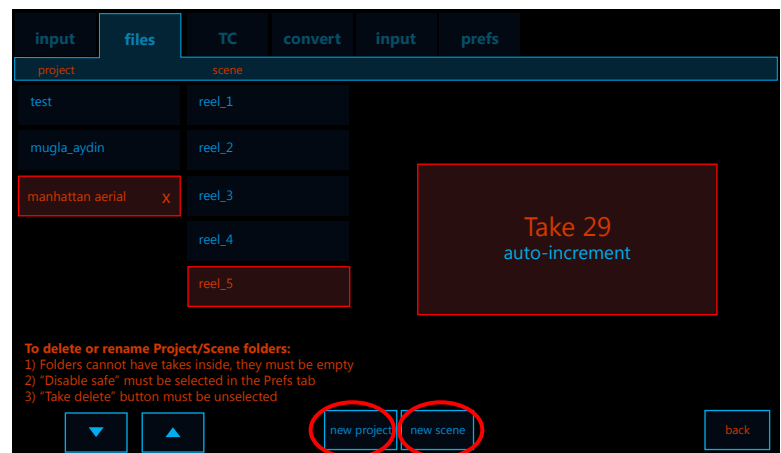 input files TC convert input prefs
project scene
test reel_1
mugla_aydin reel_2
manhattan aerial X reel_3
reel_4
reel_5
Take 29
auto-increment
To delete or rename Project/Scene folders:
1) Folders cannot have takes inside, they must be empty
2) "Disable safe" must be selected in the Prefs tab
3) "Take delete" button must be unselected
new project new scene back